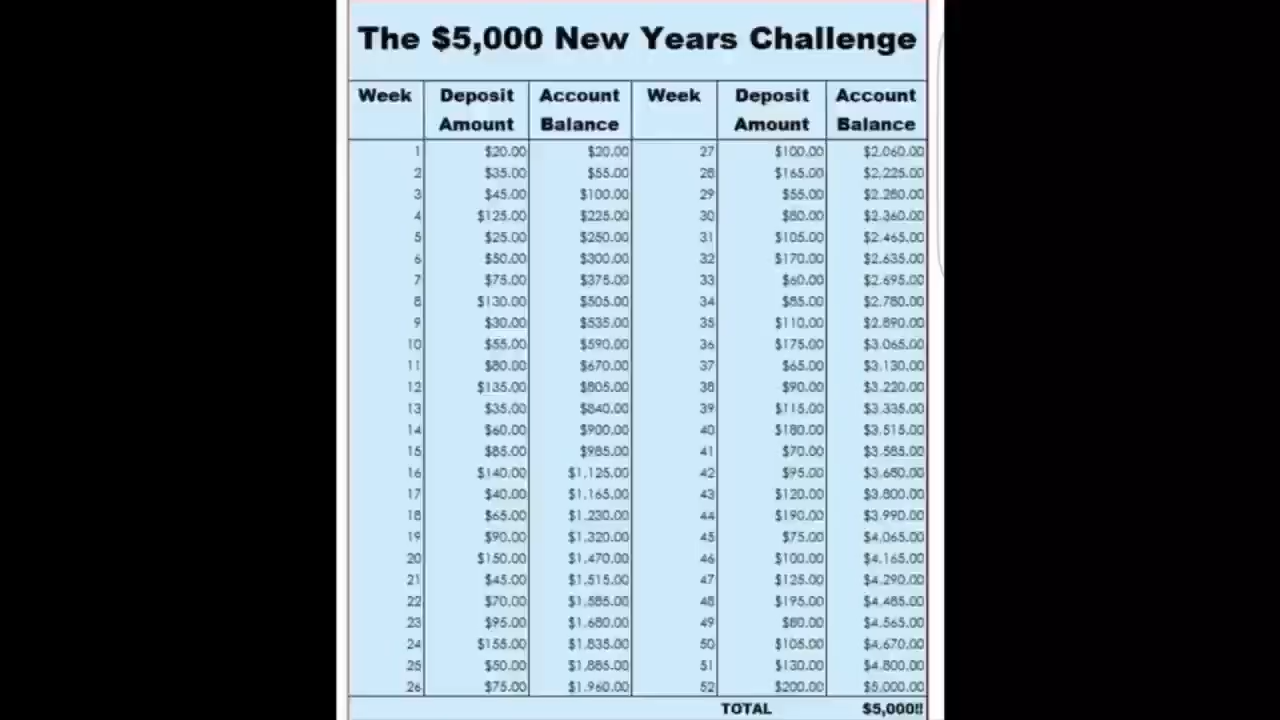 The $5,000 New Years Challenge
Week Deposit Amount Account Balance Week Deposit Amount Account Balance
1 $20.00 $20.00 27 $100.00 $2,060.00
2 $35.00 $55.00 28 $165.00 $2,225.00
3 $45.00 $100.00 29 $55.00 $2,280.00
4 $125.00 $225.00 30 $80.00 $2,360.00
5 $25.00 $250.00 31 $105.00 $2,465.00
6 $50.00 $300.00 32 $170.00 $2,635.00
7 $75.00 $375.00 33 $60.00 $2,695.00
8 $130.00 $505.00 34 $85.00 $2,780.00
9 $30.00 $535.00 35 $110.00 $2,890.00
10 $55.00 $590.00 36 $175.00 $3,065.00
11 $80.00 $670.00 37 $65.00 $3,130.00
12 $135.00 $805.00 38 $90.00 $3,220.00
13 $35.00 $840.00 39 $115.00 $3,335.00
14 $60.00 $900.00 40 $180.00 $3,515.00
15 $85.00 $985.00 41 $70.00 $3,585.00
16 $140.00 $1,125.00 42 $95.00 $3,680.00
17 $40.00 $1,165.00 43 $120.00 $3,800.00
18 $65.00 $1,230.00 44 $190.00 $3,990.00
19 $90.00 $1,320.00 45 $75.00 $4,065.00
20 $150.00 $1,470.00 46 $100.00 $4,165.00
21 $45.00 $1,515.00 47 $125.00 $4,290.00
22 $70.00 $1,585.00 48 $195.00 $4,485.00
23 $95.00 $1,680.00 49 $80.00 $4,565.00
24 $155.00 $1,835.00 50 $105.00 $4,670.00
25 $50.00 $1,885.00 51 $130.00 $4,800.00
26 $75.00 $1,960.00 52 $200.00 $5,000.00
TOTAL $5,000!!